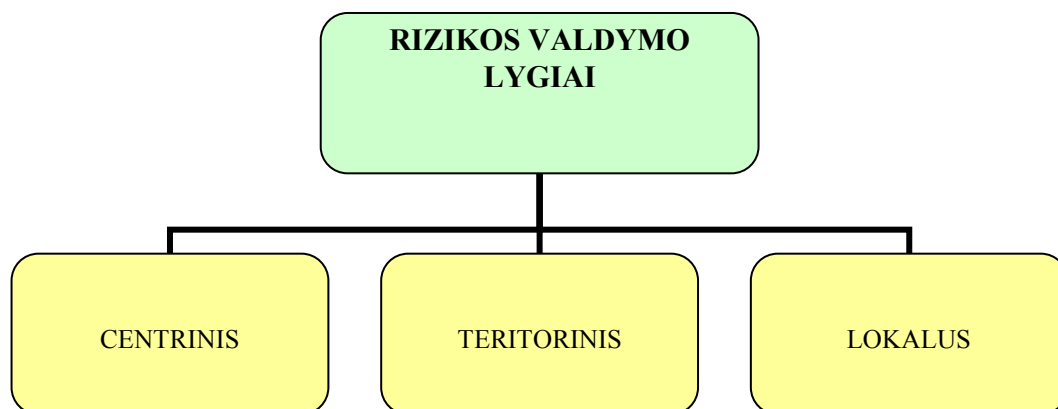 RIZIKOS VALDYMO
LYGIAI
CENTRINIS
TERITORINIS
LOKALUS